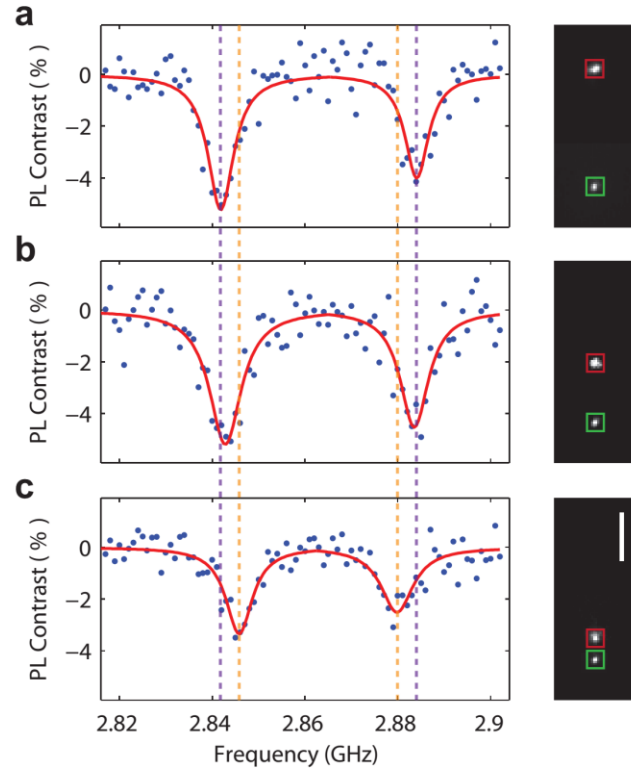 a
PL Contrast ( % )
0
−2
−4
b
PL Contrast ( % )
0
−2
−4
c
PL Contrast ( % )
0
−2
−4
2.82 2.84 2.86 2.88 2.9
Frequency (GHz)